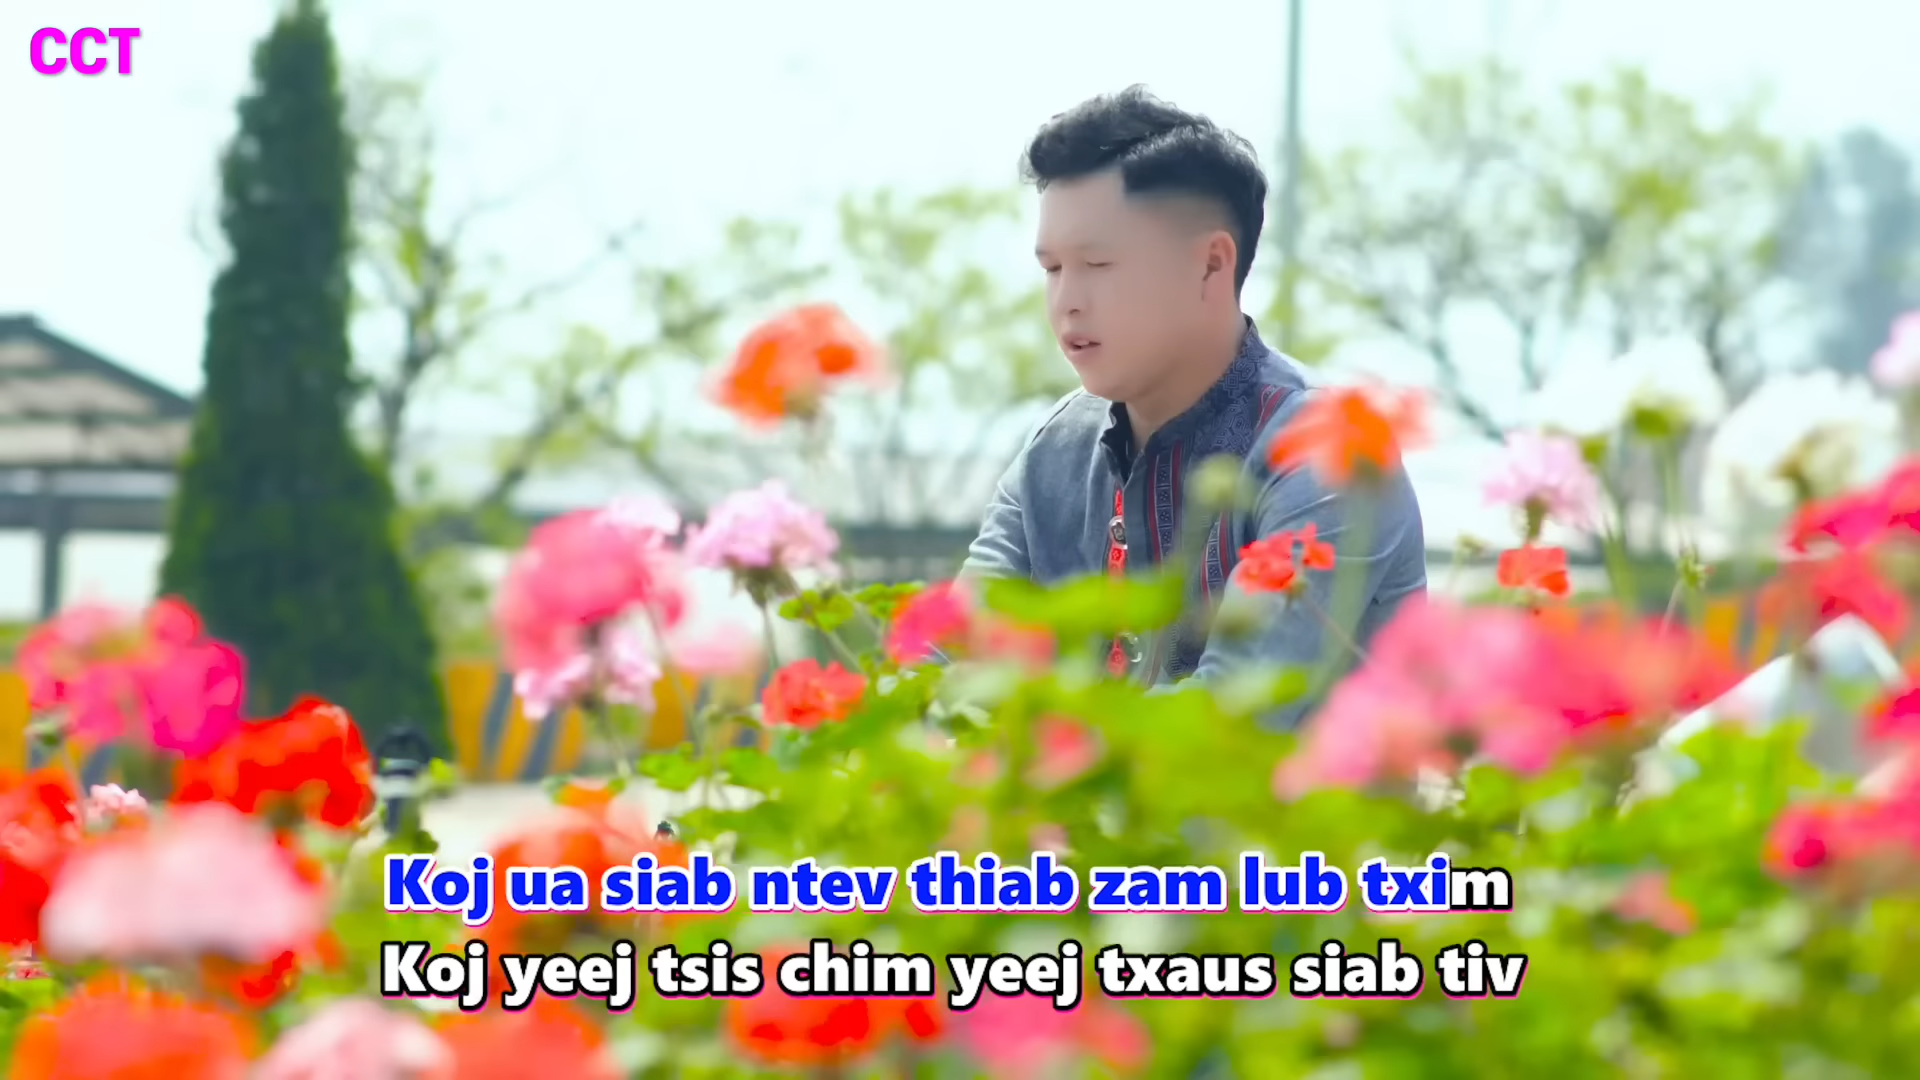 CCT
Koj ua siab ntev thiab zam lub txim
Koj yeej tsis chim yeej txaus siab tiv